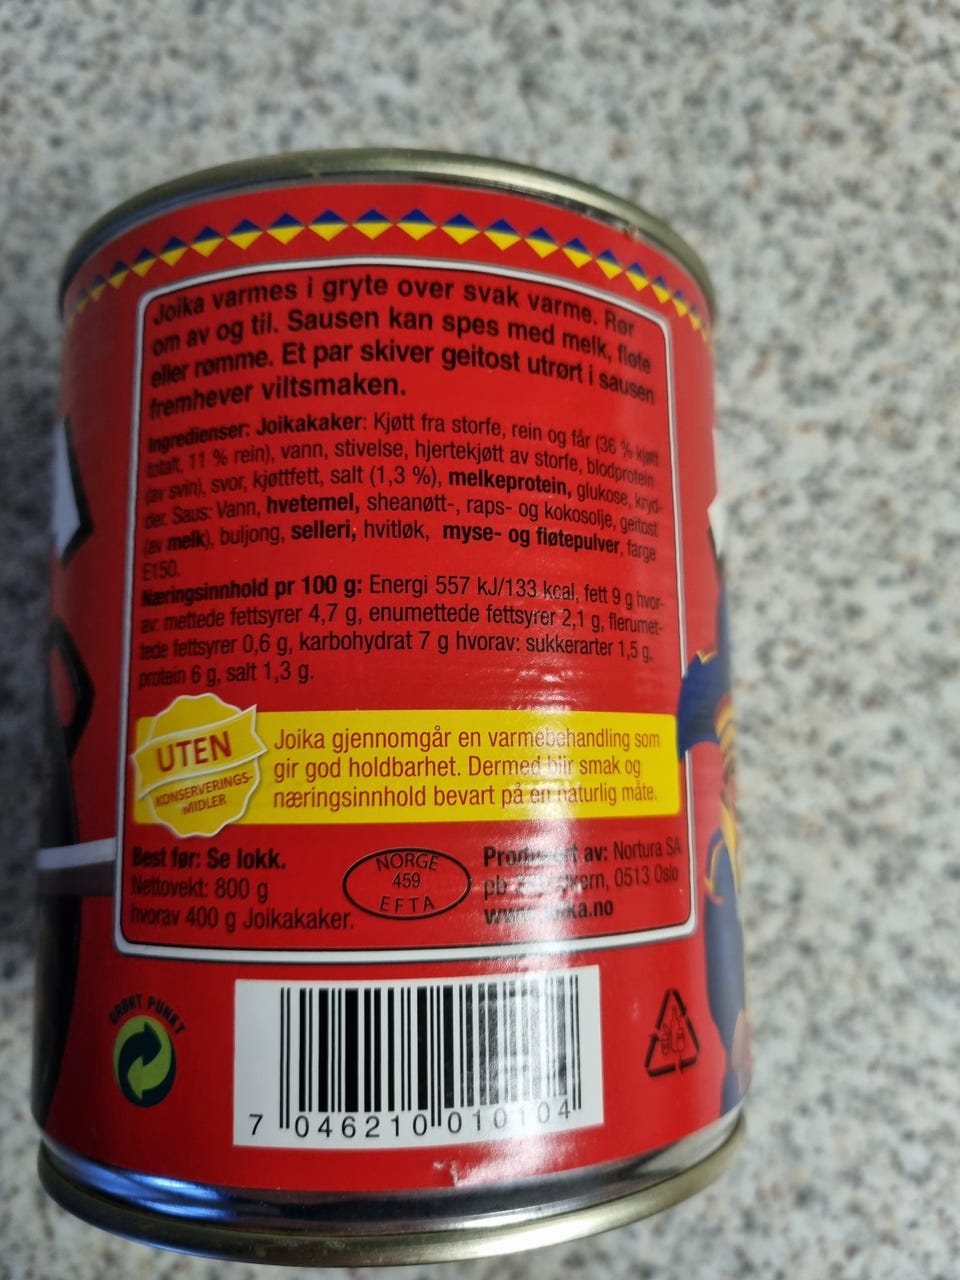 Joika varmes i gryte over svak varme. Rør
om av og til. Sausen kan spes med melk, fløte
eller rømme. Et par skiver geitost utrørt i sausen
fremhever viltsmaken.
Ingredienser: Joikakaker: Kjøtt fra storfe, rein og får (36 % kjøtt
totalt, 11 % rein), vann, stivelse, hjertekjøtt av storfe, blodprotein
(av svin), svor, kjøttfett, salt (1,3 %), melkeprotein, glukose, kryd-
der. Saus: Vann, hvetemel, sheanøtt-, raps- og kokosolje, geitost
(av melk), buljong, selleri, hvitløk, myse- og fløtepulver, farge
E150.
Næringsinnhold pr 100 g: Energi 557 kJ/133 kcal, fett 9 g hvor-
av: mettede fettsyrer 4,7 g, enumettede fettsyrer 2,1 g, flerumet-
tede fettsyrer 0,6 g, karbohydrat 7 g hvorav: sukkerarter 1,5 g,
protein 6 g, salt 1,3 g.
UTEN
KONSERVERINGS-
MIDLER
Joika gjennomgår en varmebehandling som
gir god holdbarhet. Dermed blir smak og
næringsinnhold bevart på en naturlig måte.
Best før: Se lokk.
Nettovekt: 800 g
hvorav 400 g Joikakaker.
NORGE
459
EFTA
Produsert av: Nortura SA
pb Økern, 0513 Oslo
www.joika.no
GRØNT PUNKT
7 046210 010104